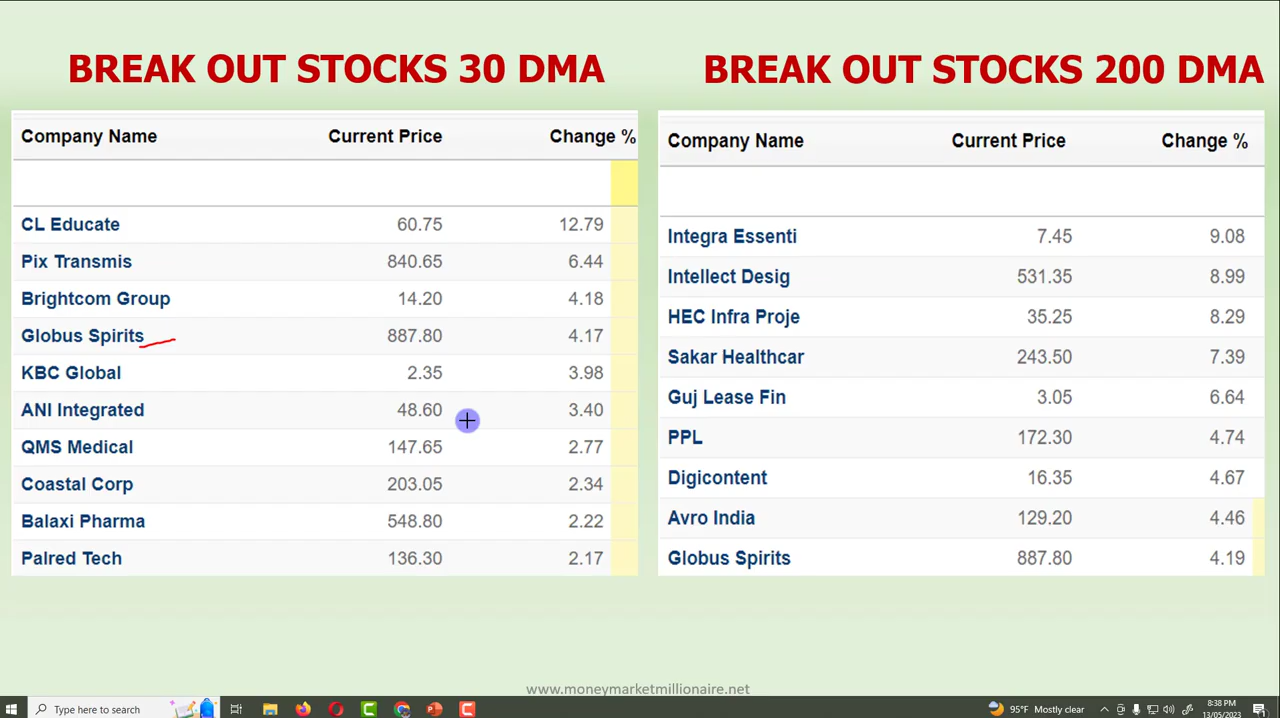 BREAK OUT STOCKS 30 DMA
Company Name Current Price Change %
CL Educate 60.75 12.79
Pix Transmis 840.65 6.44
Brightcom Group 14.20 4.18
Globus Spirits 887.80 4.17
KBC Global 2.35 3.98
ANI Integrated 48.60 3.40
QMS Medical 147.65 2.77
Coastal Corp 203.05 2.34
Balaxi Pharma 548.80 2.22
Palred Tech 136.30 2.17
BREAK OUT STOCKS 200 DMA
Company Name Current Price Change %
Integra Essenti 7.45 9.08
Intellect Desig 531.35 8.99
HEC Infra Proje 35.25 8.29
Sakar Healthcar 243.50 7.39
Guj Lease Fin 3.05 6.64
PPL 172.30 4.74
Digicontent 16.35 4.67
Avro India 129.20 4.46
Globus Spirits 887.80 4.19
www.moneymarketmillionaire.net
Type here to search
95°F Mostly clear
8:38 PM
13/05/2023